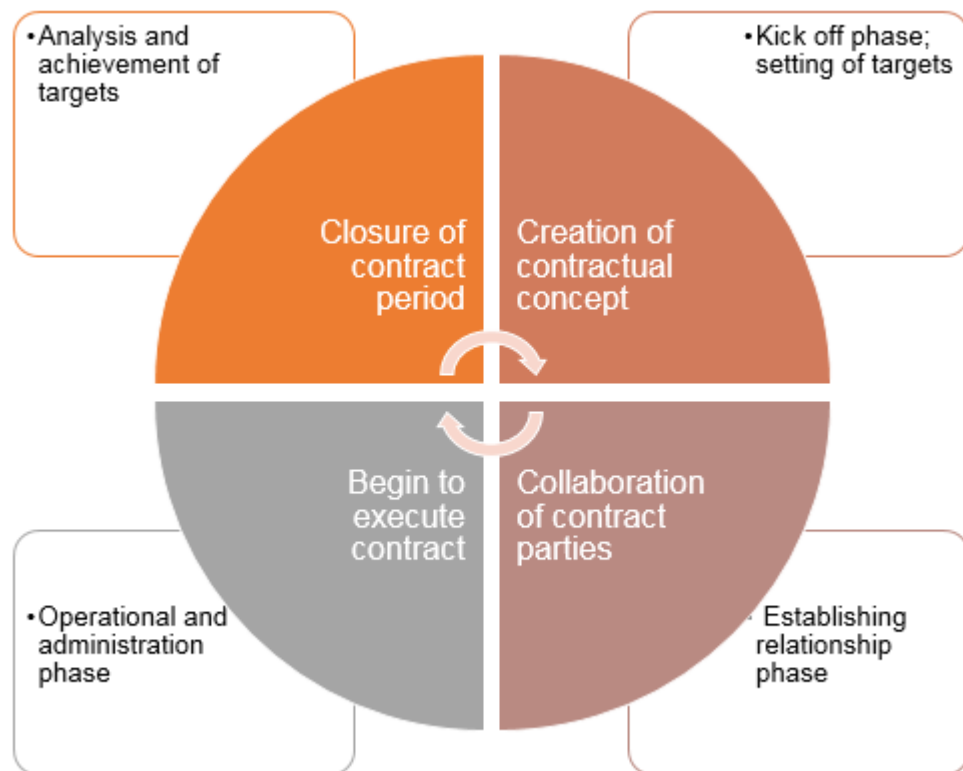 •Analysis and
achievement of
targets
•Kick off phase;
setting of targets
Closure of
contract
period
Creation of
contractual
concept
Begin to
execute
contract
Collaboration
of contract
parties
•Operational and
administration
phase
• Establishing
relationship
phase